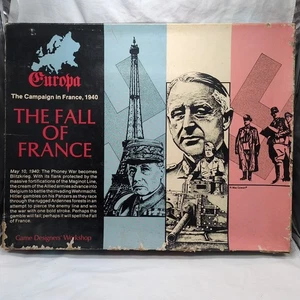 Europa
The Campaign in France, 1940
THE FALL
OF
FRANCE
May 10, 1940: The Phoney War becomes
Blitzkrieg. With its flank protected by the
massive fortifications of the Maginot Line,
the cream of the Allied armies advance into
Belgium to battle the invading Wehrmacht.
Hitler gambles on his Panzers as they race
through the rugged Ardennes forests in an
attempt to pierce the enemy line and win
the war with one bold stroke. Perhaps the
gamble will fail; perhaps it will spell the Fall
of France.
Game Designers' Workshop